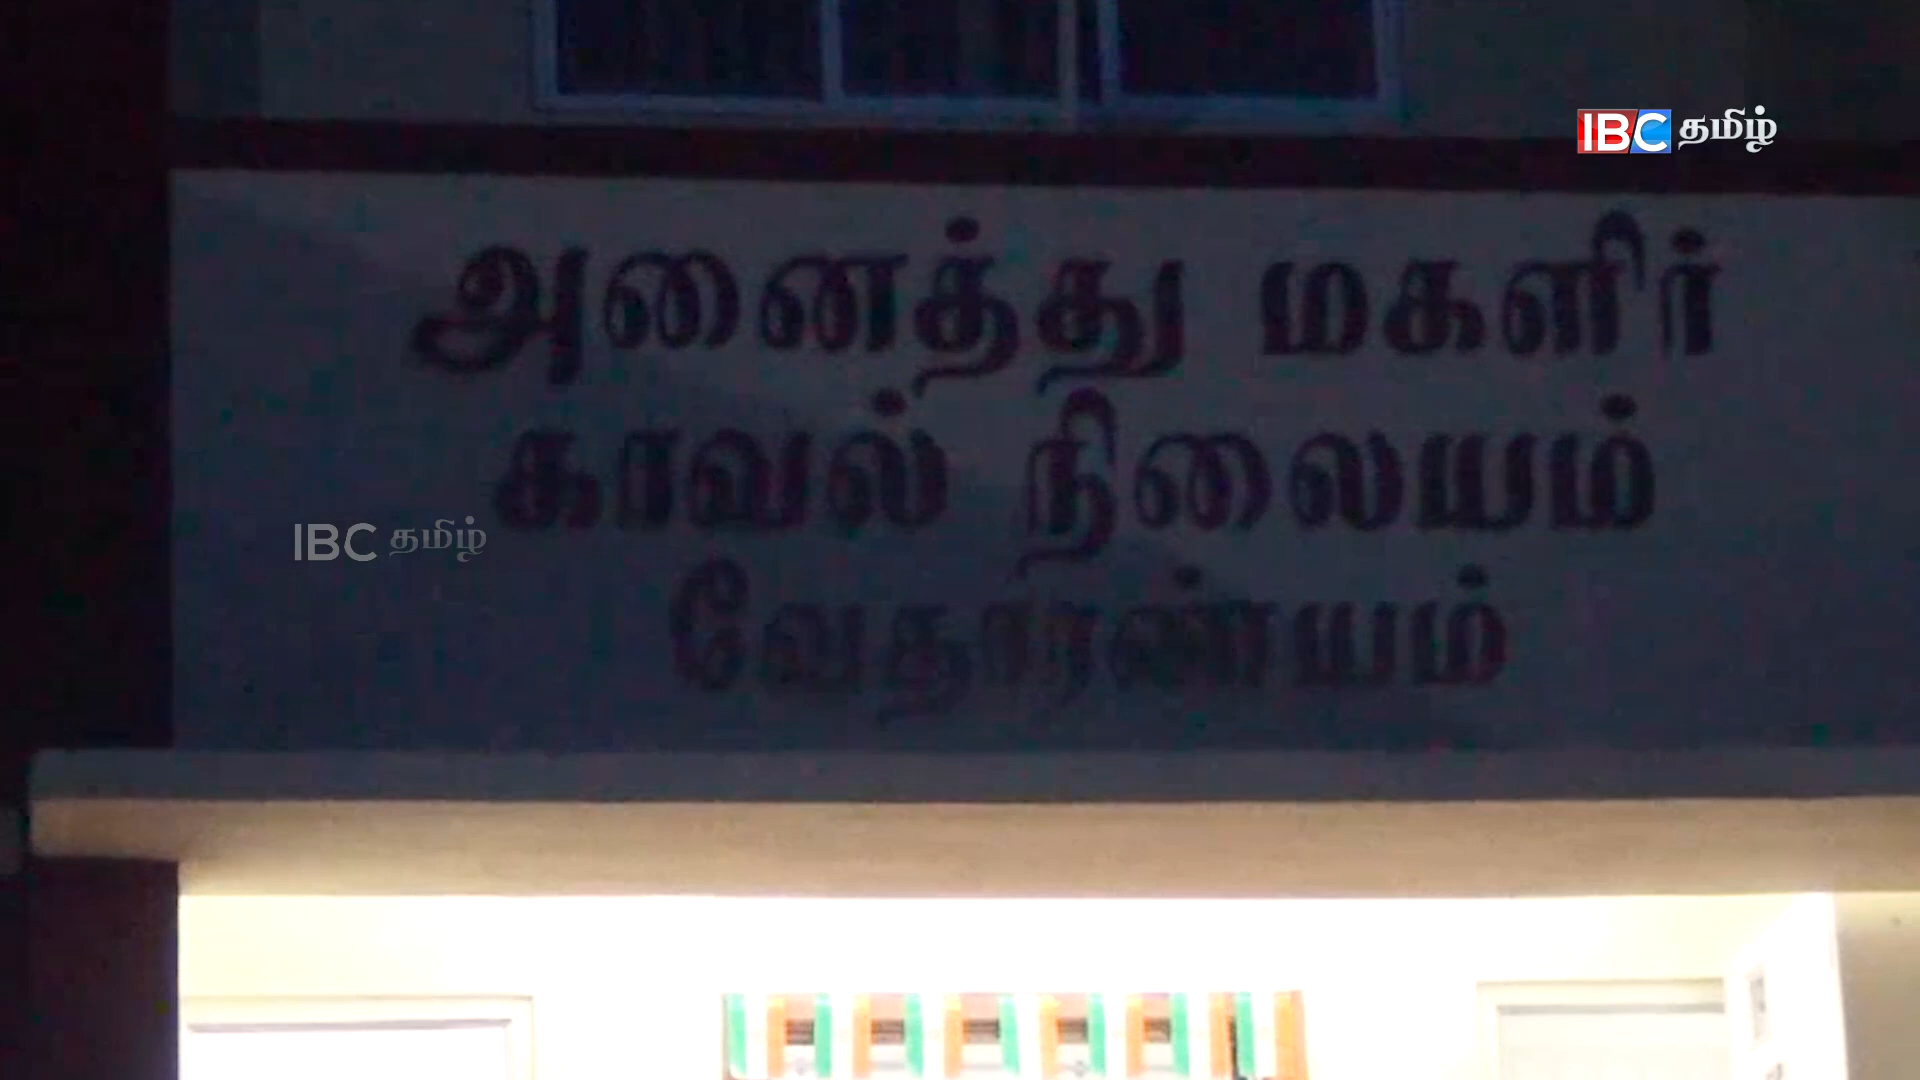 IBC தமிழ்
அனைத்து மகளிர்
காவல் நிலையம்
IBC தமிழ்
வேதாரண்யம்